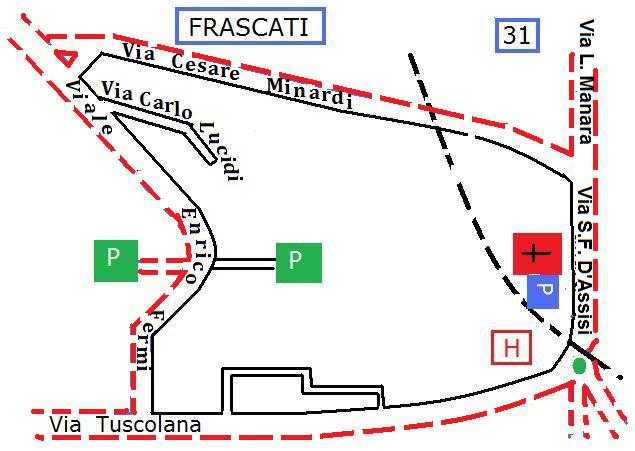 FRASCATI
31
Via L. Manara
Via Cesare Minardi
Via Carlo Lucidi
Viale Enrico Fermi
Via S.F. D'Assisi
P
P
P
H
Via Tuscolana